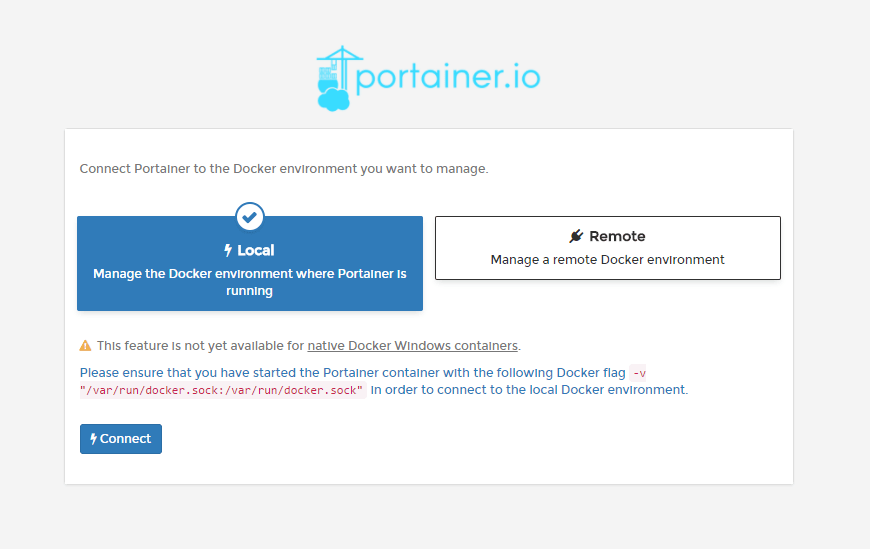 portainer.io
Connect Portainer to the Docker environment you want to manage.
Local
Manage the Docker environment where Portainer is
running
Remote
Manage a remote Docker environment
This feature is not yet available for native Docker Windows containers.
Please ensure that you have started the Portainer container with the following Docker flag -v
"/var/run/docker.sock:/var/run/docker.sock" in order to connect to the local Docker environment.
Connect